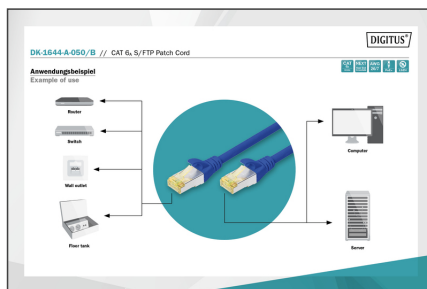 DIGITUS®
DK-1644-A-050/B // CAT 6A S/FTP Patch Cord
Anwendungsbeispiel
Example of use
Router
Switch
Wall outlet
Floor tank
Computer
Server